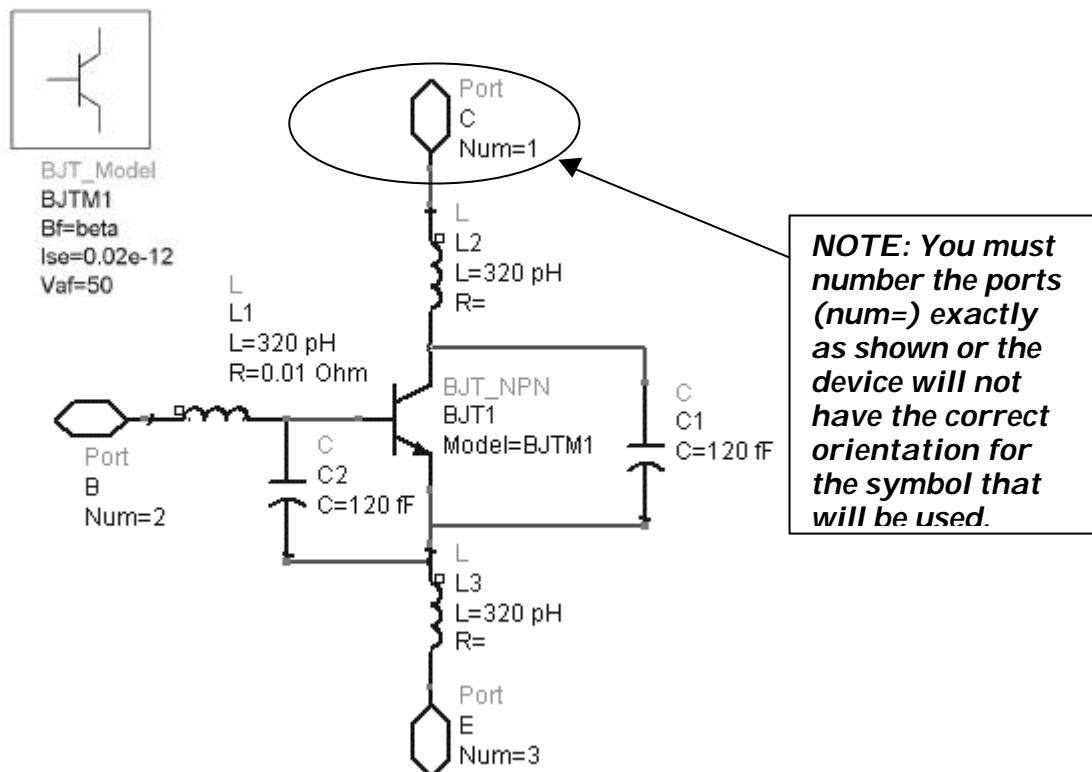 Port
C
Num=1
BJT_Model
BJTM1
Bf=beta
Ise=0.02e-12
Vaf=50
L
L2
L=320 pH
R=
L
L1
L=320 pH
R=0.01 Ohm
NOTE: You must
number the ports
(num=) exactly
as shown or the
device will not
have the correct
orientation for
the symbol that
will be used.
BJT_NPN
BJT1
Model=BJTM1
C
C1
C=120 fF
Port
B
Num=2
C
C2
C=120 fF
L
L3
L=320 pH
R=
Port
E
Num=3